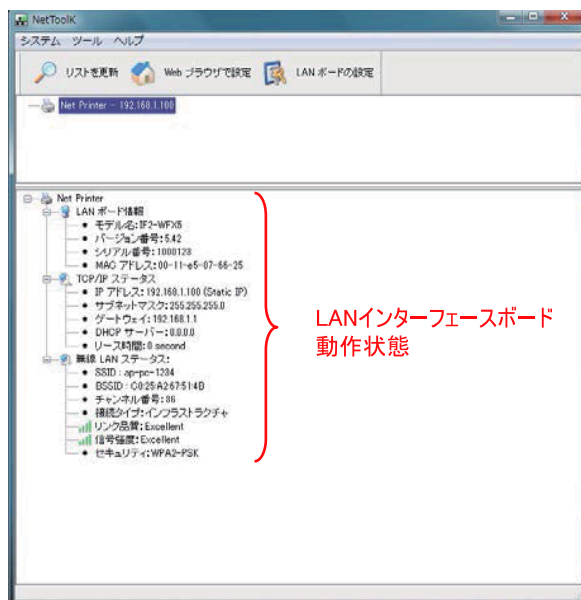 NetToolK
システム ツール ヘルプ
リストを更新 Web ブラウザで設定 LAN ボードの設定
Net Printer - 192.168.1.100
Net Printer
LAN ボード情報
モデル名:IF2-WFX5
バージョン番号:5.42
シリアル番号:1000123
MAC アドレス:00-11-e5-07-66-25
TCP/IP ステータス
IP アドレス:192.168.1.100 (Static IP)
サブネットマスク:255.255.255.0
ゲートウェイ:192.168.1.1
DHCP サーバー:0.0.0.0
リース時間:0 second
無線 LAN ステータス:
SSID : ap-pc-1234
BSSID : C0:25:A2:67:51:4B
チャンネル番号:36
接続タイプ:インフラストラクチャ
リンク品質:Excellent
信号強度:Excellent
セキュリティ:WPA2-PSK
LANインターフェースボード
動作状態